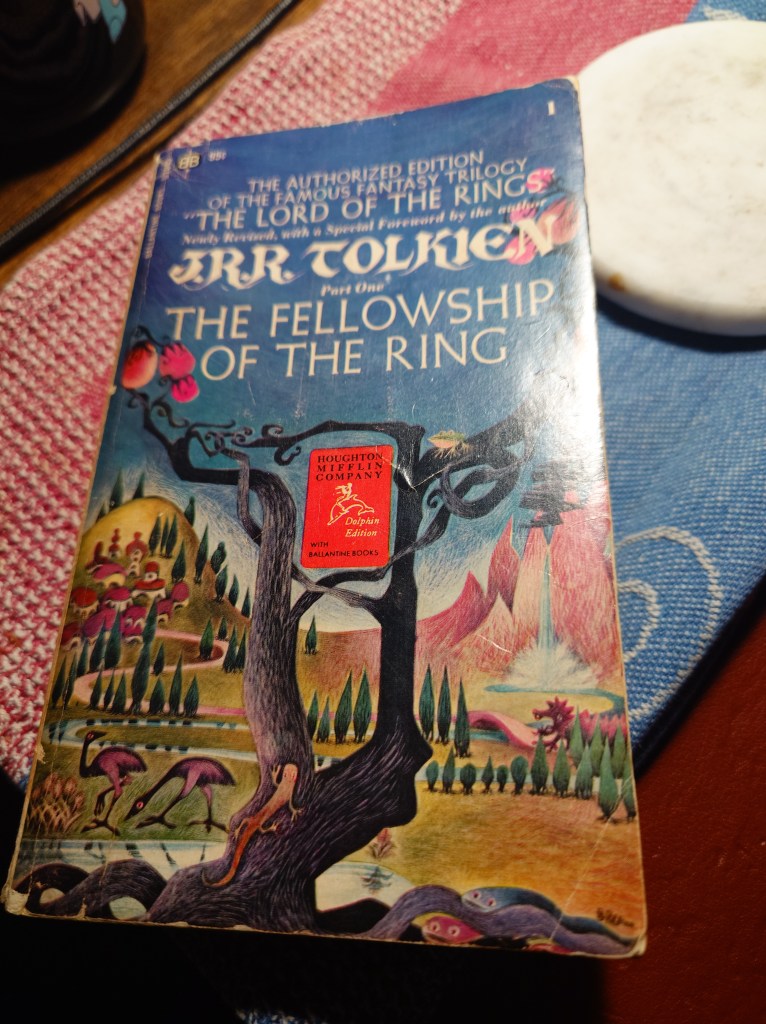 1
BB 95¢
THE AUTHORIZED EDITION
OF THE FAMOUS FANTASY TRILOGY
"THE LORD OF THE RINGS"
Newly Revised, with a Special Foreword by the author
J.R.R. TOLKIEN
Part One
THE FELLOWSHIP
OF THE RING
HOUGHTON
MIFFLIN
COMPANY
Dolphin
Edition
WITH
BALLANTINE BOOKS